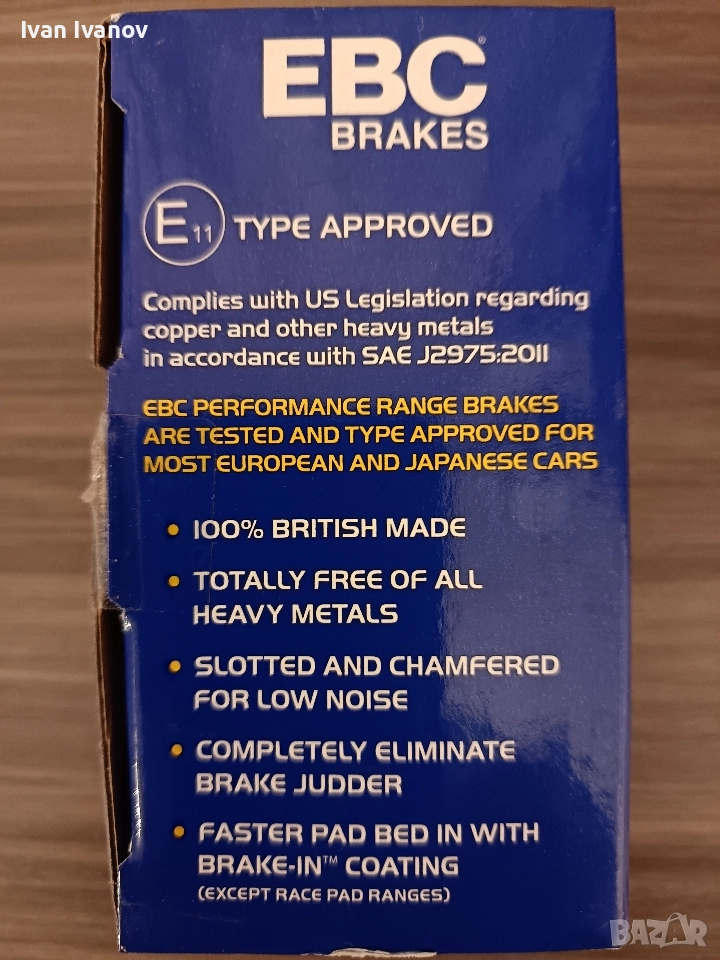 Ivan Ivanov
EBC
BRAKES
E11 TYPE APPROVED
Complies with US Legislation regarding
copper and other heavy metals
in accordance with SAE J2975:2011
EBC PERFORMANCE RANGE BRAKES
ARE TESTED AND TYPE APPROVED FOR
MOST EUROPEAN AND JAPANESE CARS
• 100% BRITISH MADE
• TOTALLY FREE OF ALL
HEAVY METALS
• SLOTTED AND CHAMFERED
FOR LOW NOISE
• COMPLETELY ELIMINATE
BRAKE JUDDER
• FASTER PAD BED IN WITH
BRAKE-IN™ COATING
(EXCEPT RACE PAD RANGES)
BAZAR